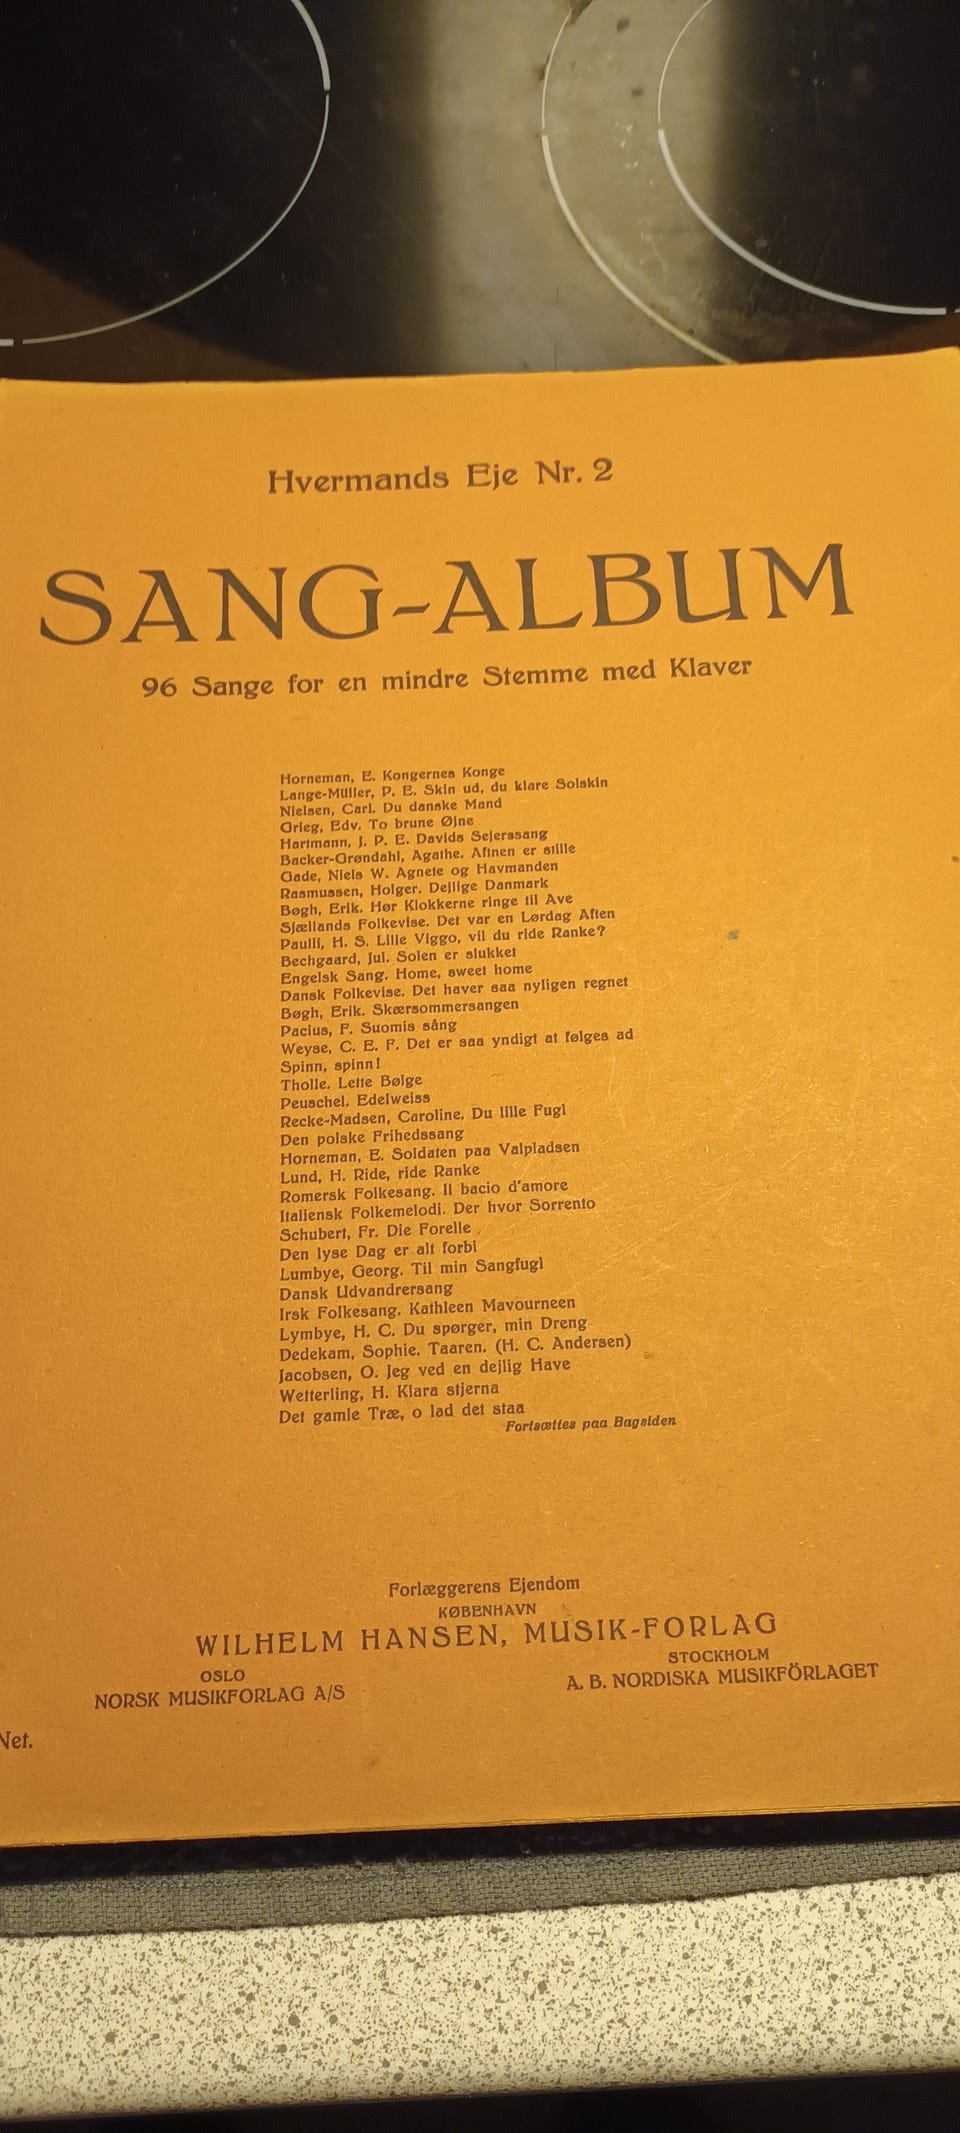 Hvermands Eje Nr. 2
SANG-ALBUM
96 Sange for en mindre Stemme med Klaver
Horneman, E. Kongernes Konge
Lange-Müller, P. E. Skin ud, du klare Solskin
Nielsen, Carl. Du danske Mand
Grieg, Edv. To brune Øjne
Hartmann, J. P. E. Davids Sejerssang
Backer-Grøndahl, Agathe. Aftnen er stille
Gade, Niels W. Agnete og Havmanden
Rasmussen, Holger. Dejlige Danmark
Bøgh, Erik. Hør Klokkerne ringe til Ave
Sjællands Folkevise. Det var en Lørdag Aften
Paulli, H. S. Lille Viggo, vil du ride Ranke?
Bechgaard, Jul. Solen er slukket
Engelsk Sang. Home, sweet home
Dansk Folkevise. Det haver saa nyligen regnet
Bøgh, Erik. Skærsommersangen
Pacius, F. Suomis sång
Weyse, C. E. F. Det er saa yndigt at følges ad
Spinn, spinn!
Tholle. Lette Bølge
Peuschel. Edelweiss
Recke-Madsen, Caroline. Du lille Fugl
Den polske Frihedssang
Horneman, E. Soldaten paa Valpladsen
Lund, H. Ride, ride Ranke
Romersk Folkesang. Il bacio d'amore
Italiensk Folkemelodi. Der hvor Sorrento
Schubert, Fr. Die Forelle
Den lyse Dag er alt forbi
Lumbye, Georg. Til min Sangfugl
Dansk Udvandrersang
Irsk Folkesang. Kathleen Mavourneen
Lymbye, H. C. Du spørger, min Dreng
Dedekam, Sophie. Taaren. (H. C. Andersen)
Jacobsen, O. Jeg ved en dejlig Have
Wetterling, H. Klara stjerna
Det gamle Træ, o lad det staa
Fortsættes paa Bagsiden
Forlæggerens Ejendom
KØBENHAVN
WILHELM HANSEN, MUSIK-FORLAG
OSLO
NORSK MUSIKFORLAG A/S
STOCKHOLM
A. B. NORDISKA MUSIKFÖRLAGET
Net.